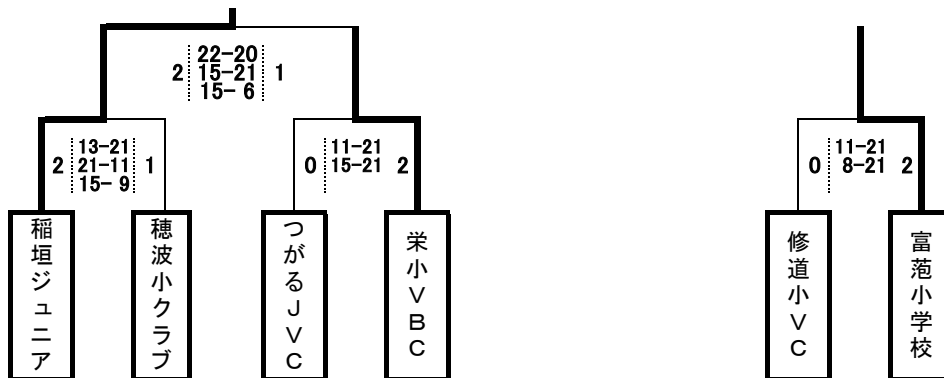 22-20
2 15-21 1
15- 6
13-21
2 21-11 1
15- 9
11-21
0 15-21 2
11-21
0 8-21 2
稲垣ジュニア
穂波小クラブ
つがるJVC
栄小VBC
修道小VC
富萢小学校